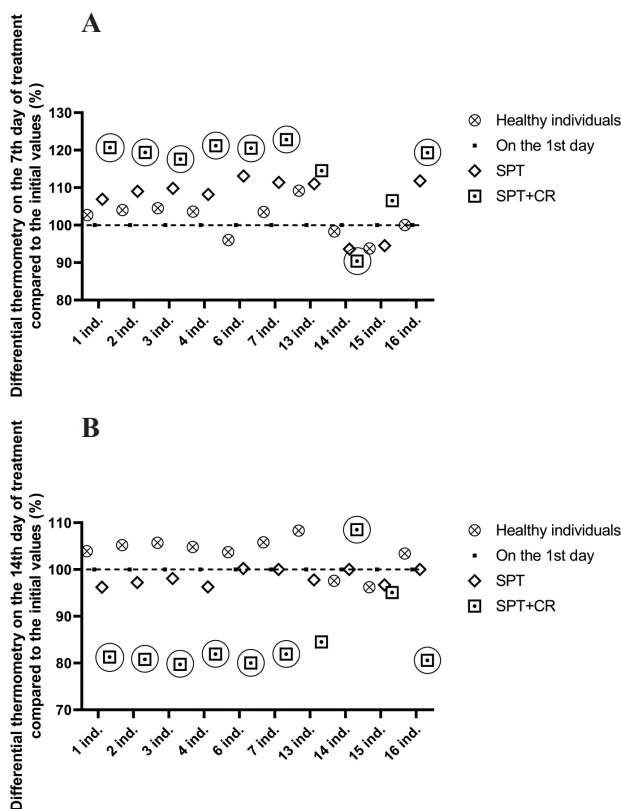 A
Differential thermometry on the 7th day of treatment
compared to the initial values (%)
130
120
110
100
90
80
1 ind.
2 ind.
3 ind.
4 ind.
6 ind.
7 ind.
13 ind.
14 ind.
15 ind.
16 ind.
Healthy individuals
On the 1st day
SPT
SPT+CR
B
Differential thermometry on the 14th day of treatment
compared to the initial values (%)
110
100
90
80
70
1 ind.
2 ind.
3 ind.
4 ind.
6 ind.
7 ind.
13 ind.
14 ind.
15 ind.
16 ind.
Healthy individuals
On the 1st day
SPT
SPT+CR